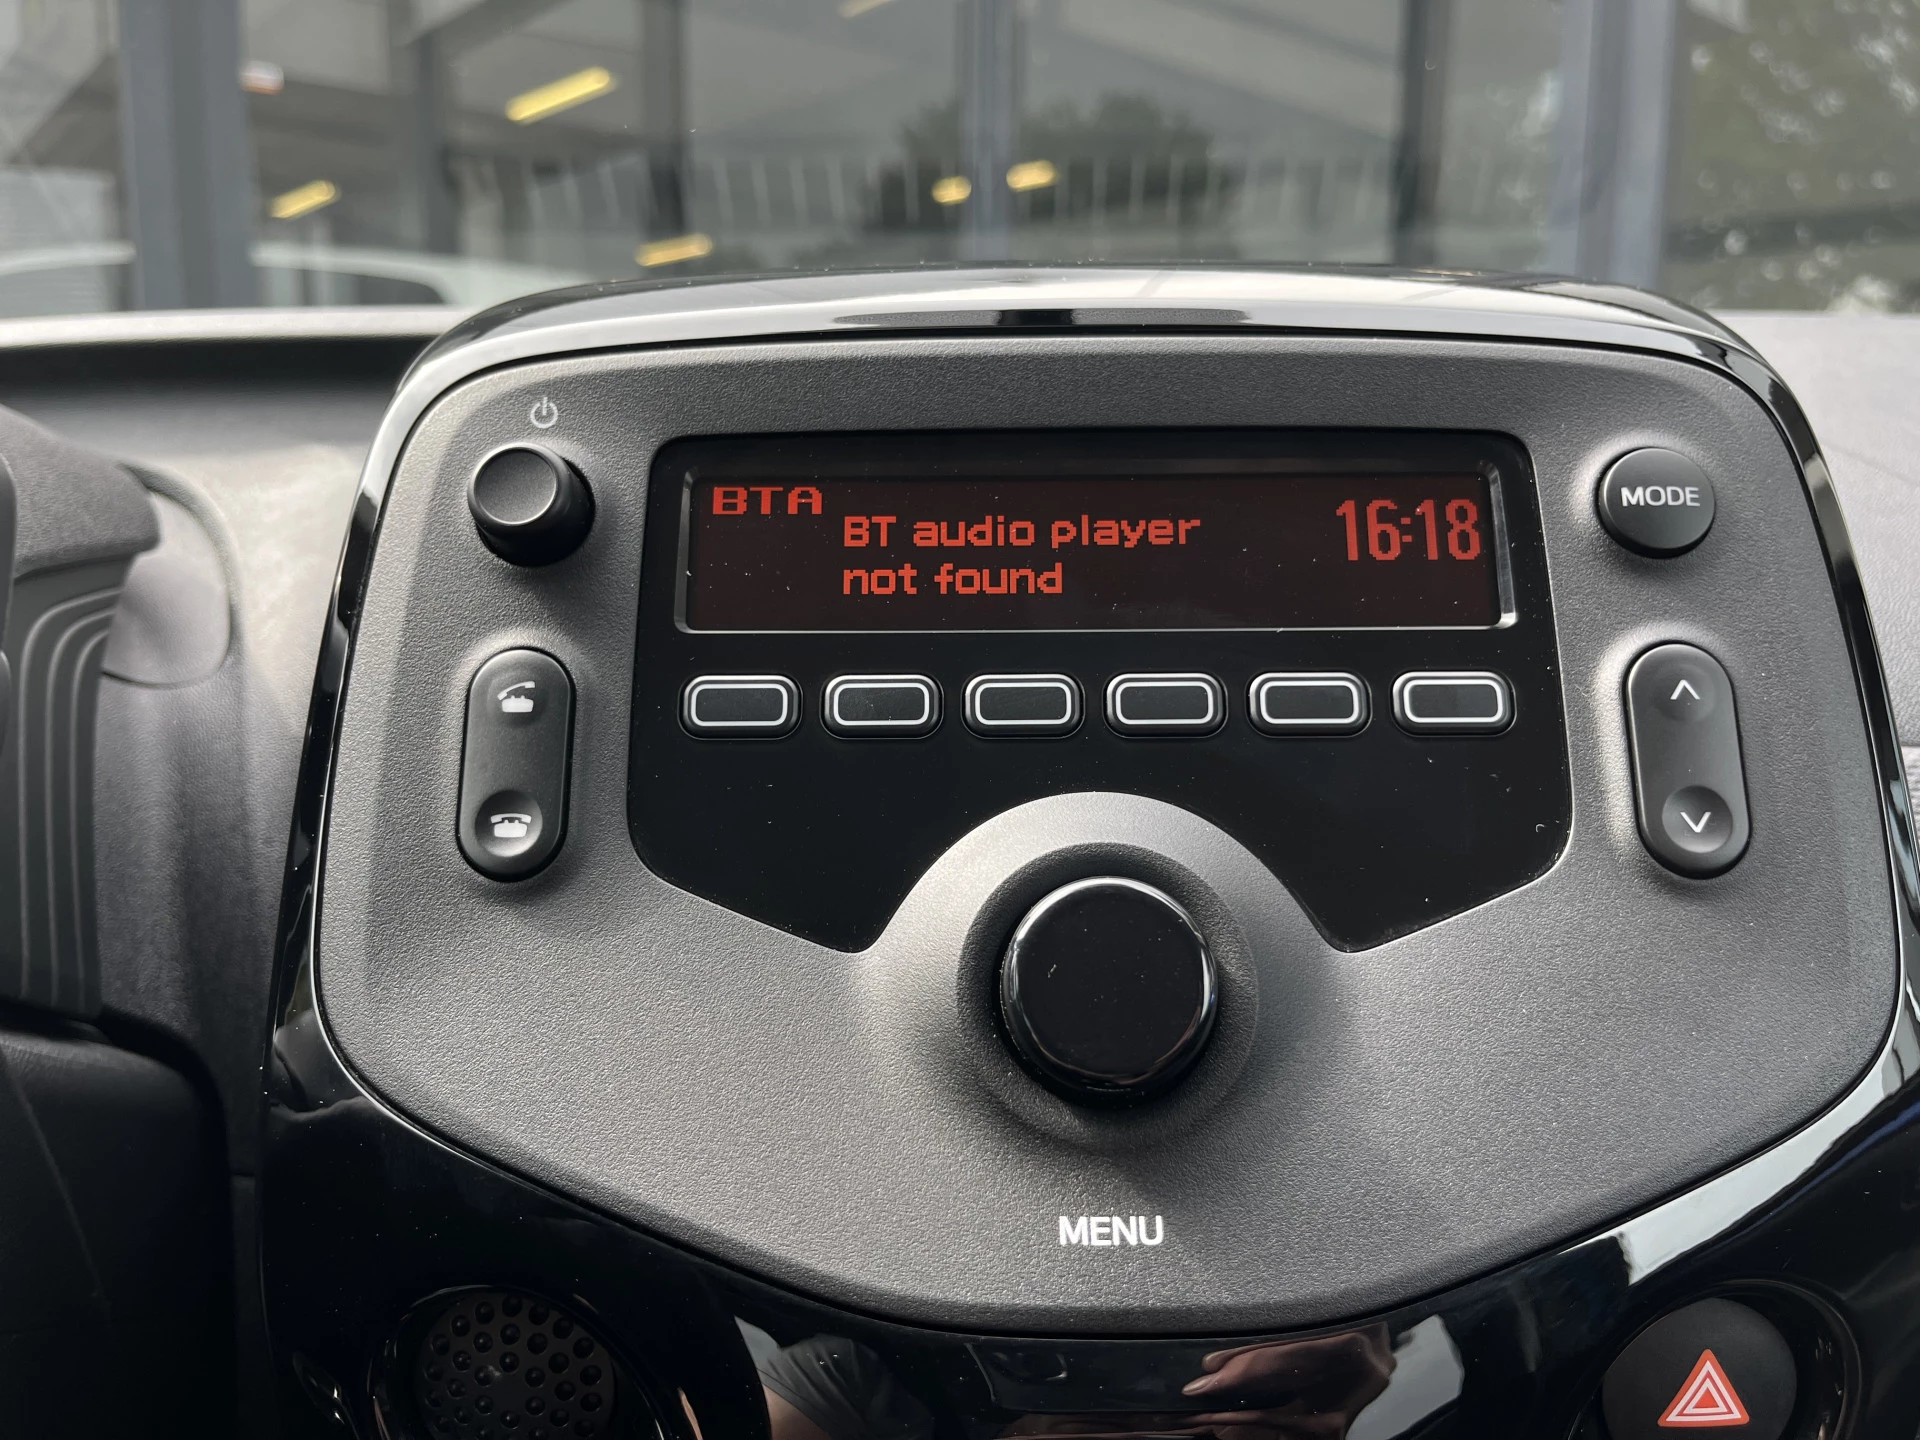 BTA
BT audio player
not found
16:18
MODE
MENU